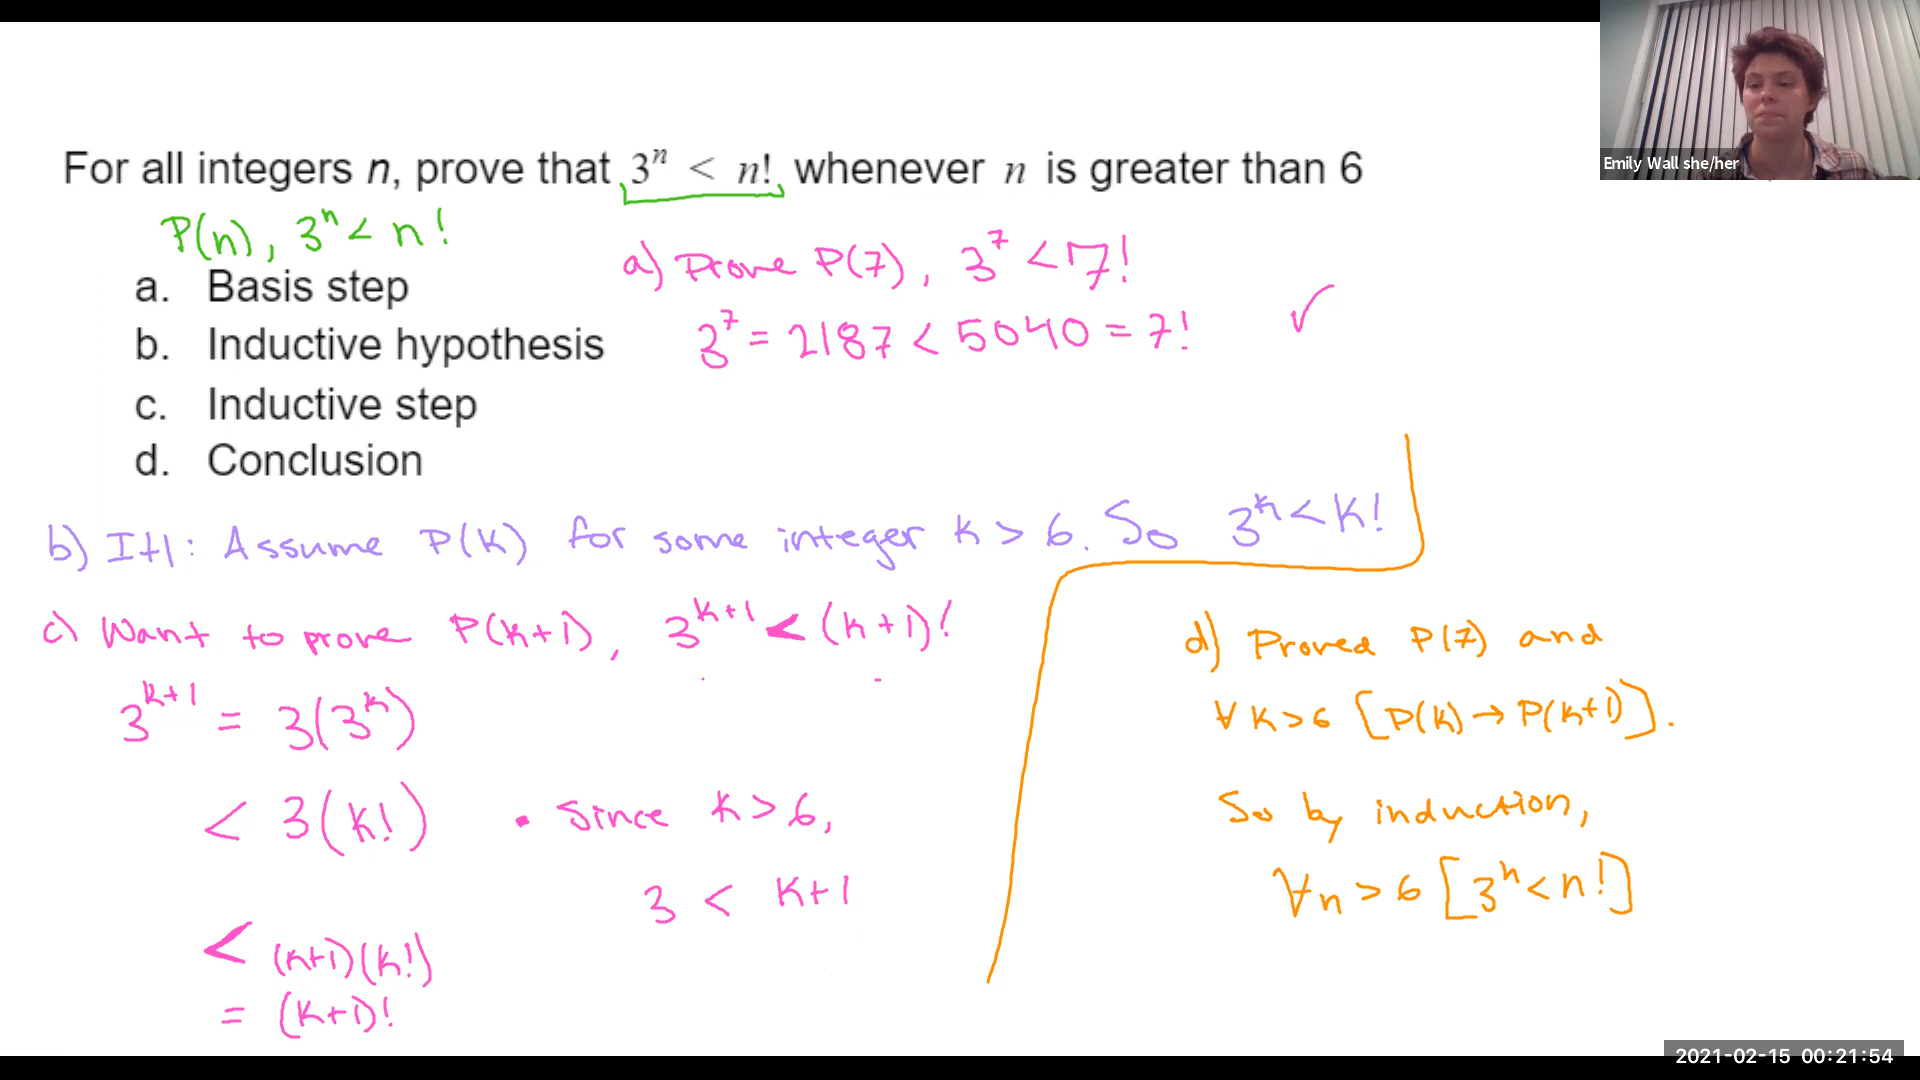 Emily Wall she/her
For all integers n, prove that 3ⁿ < n! whenever n is greater than 6
P(n), 3ⁿ < n!
a. Basis step
b. Inductive hypothesis
c. Inductive step
d. Conclusion
a) Prove P(7), 3⁷ < 7!
3⁷ = 2187 < 5040 = 7! ✓
b) IH: Assume P(k) for some integer k > 6. So 3ᵏ < k!
c) Want to prove P(k+1), 3ᵏ⁺¹ < (k+1)!
3ᵏ⁺¹ = 3(3ᵏ)
< 3(k!) • Since k > 6,
3 < k+1
< (k+1)(k!)
= (k+1)!
d) Proved P(7) and
∀k>6 [P(k) → P(k+1)].
So by induction,
∀n > 6 [3ⁿ < n!]
2021-02-15 00:21:54